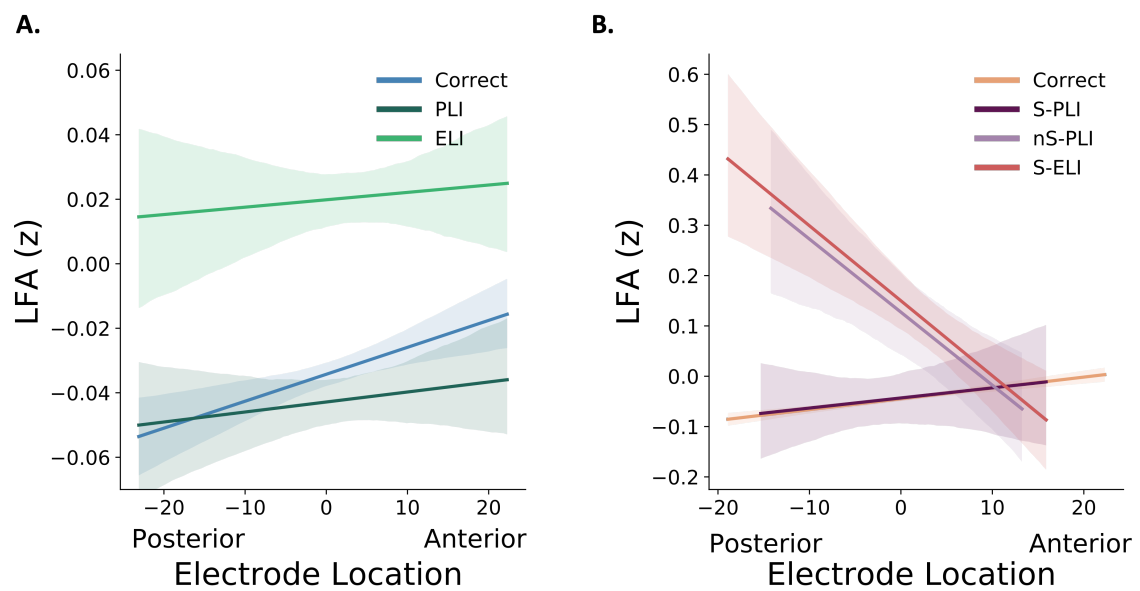 A.
0.06
0.04
0.02
0.00
−0.02
−0.04
−0.06
LFA (z)
Correct
PLI
ELI
−20
−10
0
10
20
Posterior
Anterior
Electrode Location
B.
0.6
0.5
0.4
0.3
0.2
0.1
0.0
−0.1
−0.2
LFA (z)
Correct
S-PLI
nS-PLI
S-ELI
−20
−10
0
10
20
Posterior
Anterior
Electrode Location